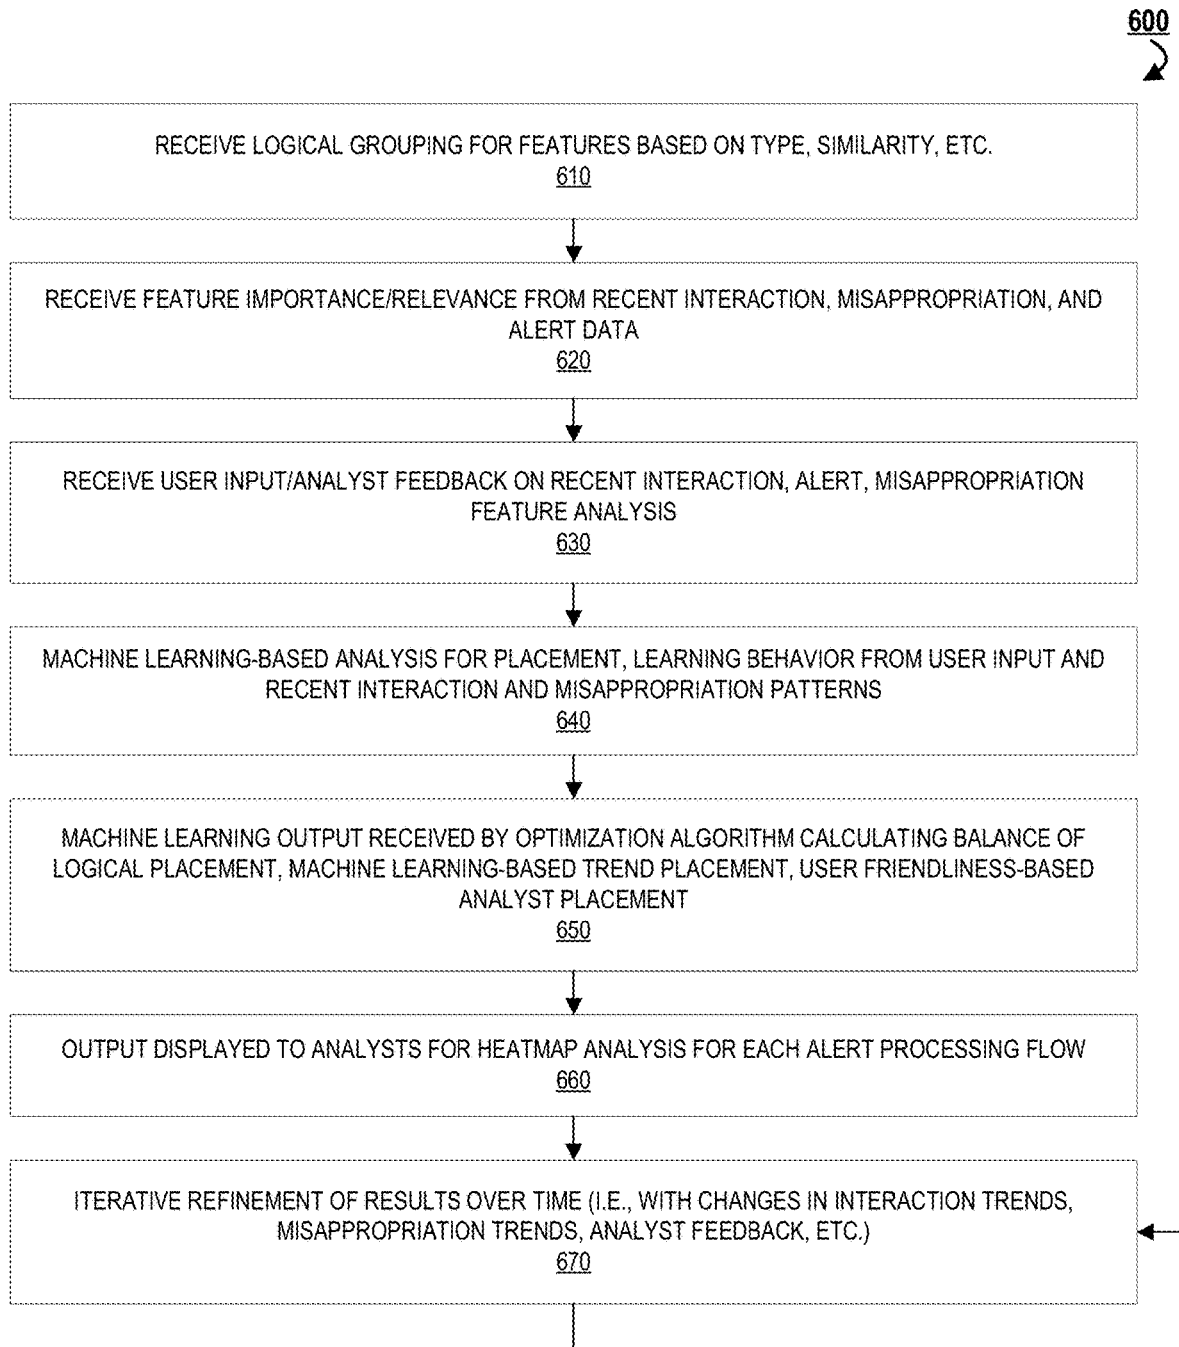 600
RECEIVE LOGICAL GROUPING FOR FEATURES BASED ON TYPE, SIMILARITY, ETC.
610
RECEIVE FEATURE IMPORTANCE/RELEVANCE FROM RECENT INTERACTION, MISAPPROPRIATION, AND
ALERT DATA
620
RECEIVE USER INPUT/ANALYST FEEDBACK ON RECENT INTERACTION, ALERT, MISAPPROPRIATION
FEATURE ANALYSIS
630
MACHINE LEARNING-BASED ANALYSIS FOR PLACEMENT, LEARNING BEHAVIOR FROM USER INPUT AND
RECENT INTERACTION AND MISAPPROPRIATION PATTERNS
640
MACHINE LEARNING OUTPUT RECEIVED BY OPTIMIZATION ALGORITHM CALCULATING BALANCE OF
LOGICAL PLACEMENT, MACHINE LEARNING-BASED TREND PLACEMENT, USER FRIENDLINESS-BASED
ANALYST PLACEMENT
650
OUTPUT DISPLAYED TO ANALYSTS FOR HEATMAP ANALYSIS FOR EACH ALERT PROCESSING FLOW
660
ITERATIVE REFINEMENT OF RESULTS OVER TIME (I.E., WITH CHANGES IN INTERACTION TRENDS,
MISAPPROPRIATION TRENDS, ANALYST FEEDBACK, ETC.)
670